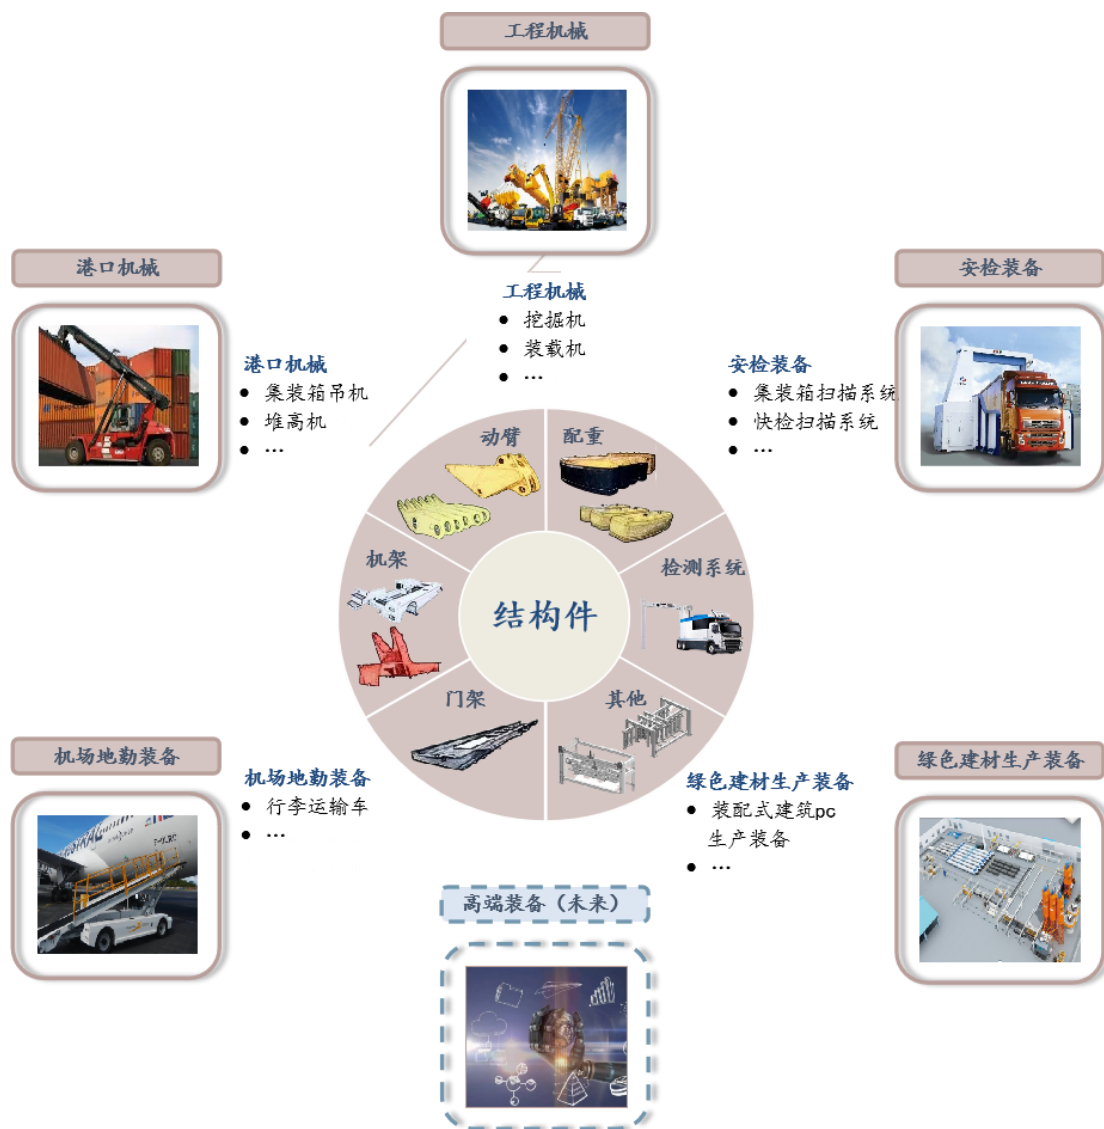 工程机械
港口机械
安检装备
工程机械
• 挖掘机
• 装载机
• …
港口机械
• 集装箱吊机
• 堆高机
• …
安检装备
• 集装箱扫描系统
• 快检扫描系统
• …
动臂
配重
机架
检测系统
结构件
门架
其他
机场地勤装备
绿色建材生产装备
机场地勤装备
• 行李运输车
• …
绿色建材生产装备
• 装配式建筑pc
生产装备
• …
高端装备（未来）